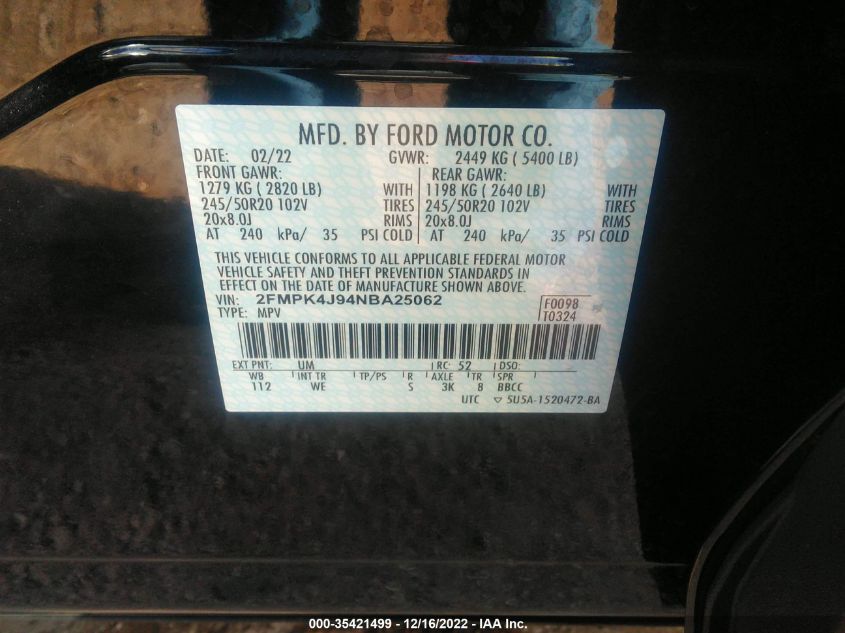 MFD. BY FORD MOTOR CO.
DATE: 02/22 GVWR: 2449 KG ( 5400 LB)
FRONT GAWR: REAR GAWR:
1279 KG ( 2820 LB) WITH 1198 KG ( 2640 LB) WITH
245/50R20 102V TIRES 245/50R20 102V TIRES
20x8.0J RIMS 20x8.0J RIMS
AT 240 kPa/ 35 PSI COLD AT 240 kPa/ 35 PSI COLD
THIS VEHICLE CONFORMS TO ALL APPLICABLE FEDERAL MOTOR
VEHICLE SAFETY AND THEFT PREVENTION STANDARDS IN
EFFECT ON THE DATE OF MANUFACTURE SHOWN ABOVE.
VIN: 2FMPK4J94NBA25062 F0098
TYPE: MPV T0324
EXT PNT: UM RC: 52 DSO:
WB INT TR TP/PS R AXLE TR SPR
112 WE S 3K 8 BBCC
UTC ▽ 5U5A-1520472-BA
000-35421499 - 12/16/2022 - IAA Inc.